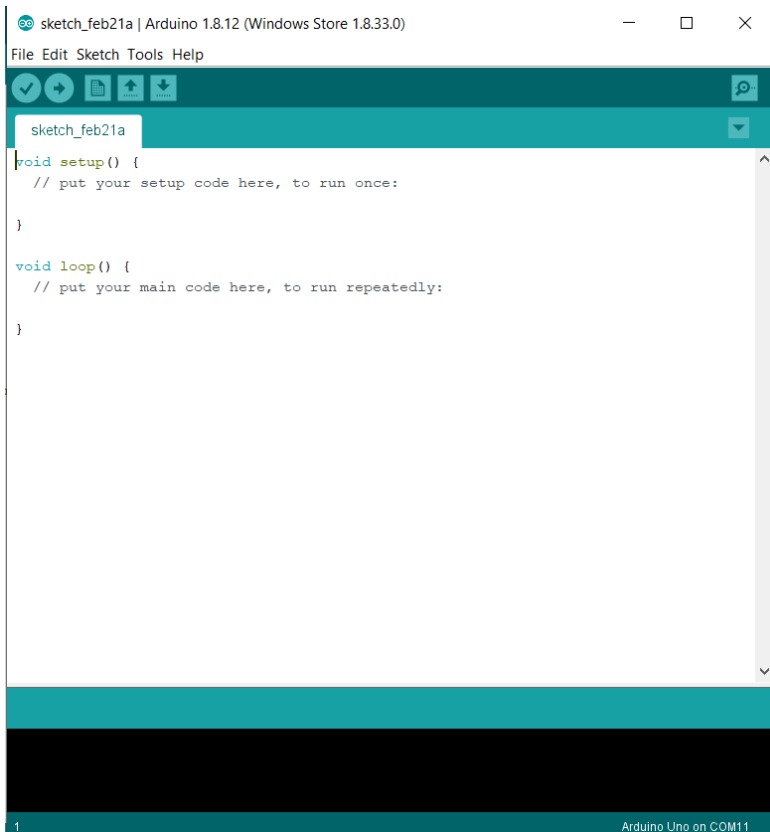 sketch_feb21a | Arduino 1.8.12 (Windows Store 1.8.33.0)
File Edit Sketch Tools Help
sketch_feb21a
void setup() {
  // put your setup code here, to run once:
}
void loop() {
  // put your main code here, to run repeatedly:
}
1 Arduino Uno on COM11